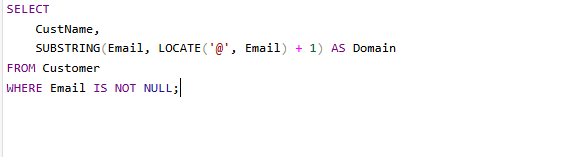 SELECT
    CustName,
    SUBSTRING(Email, LOCATE('@', Email) + 1) AS Domain
FROM Customer
WHERE Email IS NOT NULL;